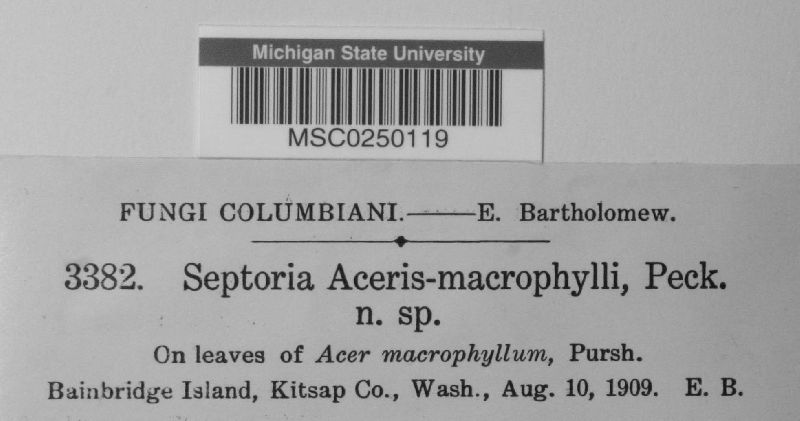 Michigan State University
MSC0250119
FUNGI COLUMBIANI.——E. Bartholomew.
3382. Septoria Aceris-macrophylli, Peck.
n. sp.
On leaves of Acer macrophyllum, Pursh.
Bainbridge Island, Kitsap Co., Wash., Aug. 10, 1909. E. B.